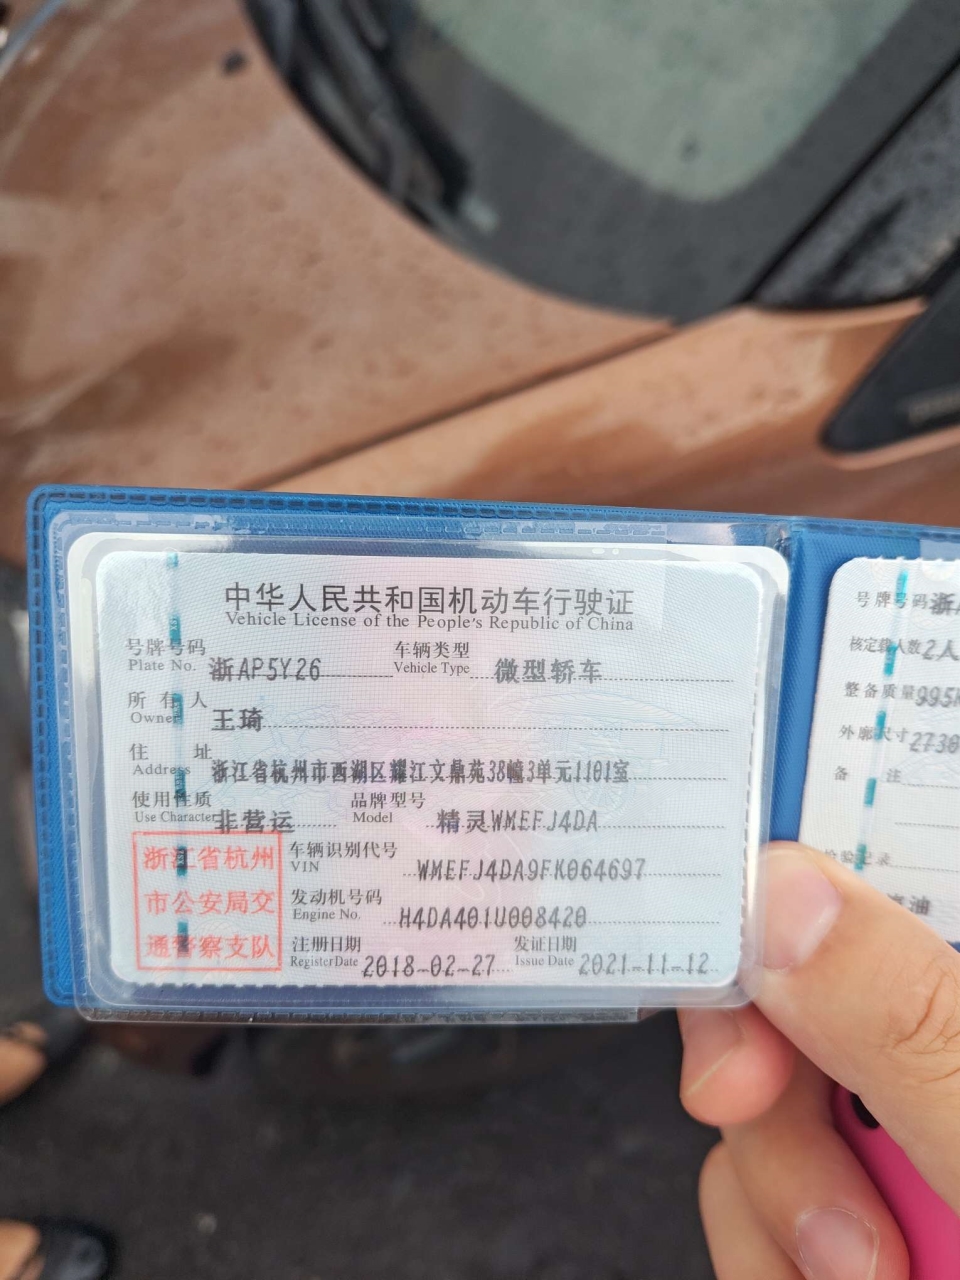 中华人民共和国机动车行驶证
Vehicle License of the People's Republic of China
号牌号码 浙AP5Y26 车辆类型 微型轿车
Plate No. Vehicle Type
所有人 王琦
Owner
住址 浙江省杭州市西湖区耀江文鼎苑38幢3单元1101室
Address
使用性质 非营运 品牌型号 精灵WMEFJ4DA
Use Character Model
浙江省杭州
市公安局交
通警察支队
车辆识别代号 WMEFJ4DA9FK064697
VIN
发动机号码 H4DA401U008420
Engine No.
注册日期 2018-02-27 发证日期 2021-11-12
Register Date Issue Date
号牌号码 浙
核定载人数 2人
整备质量 995
外廓尺寸 2730
备注
检验记录
油